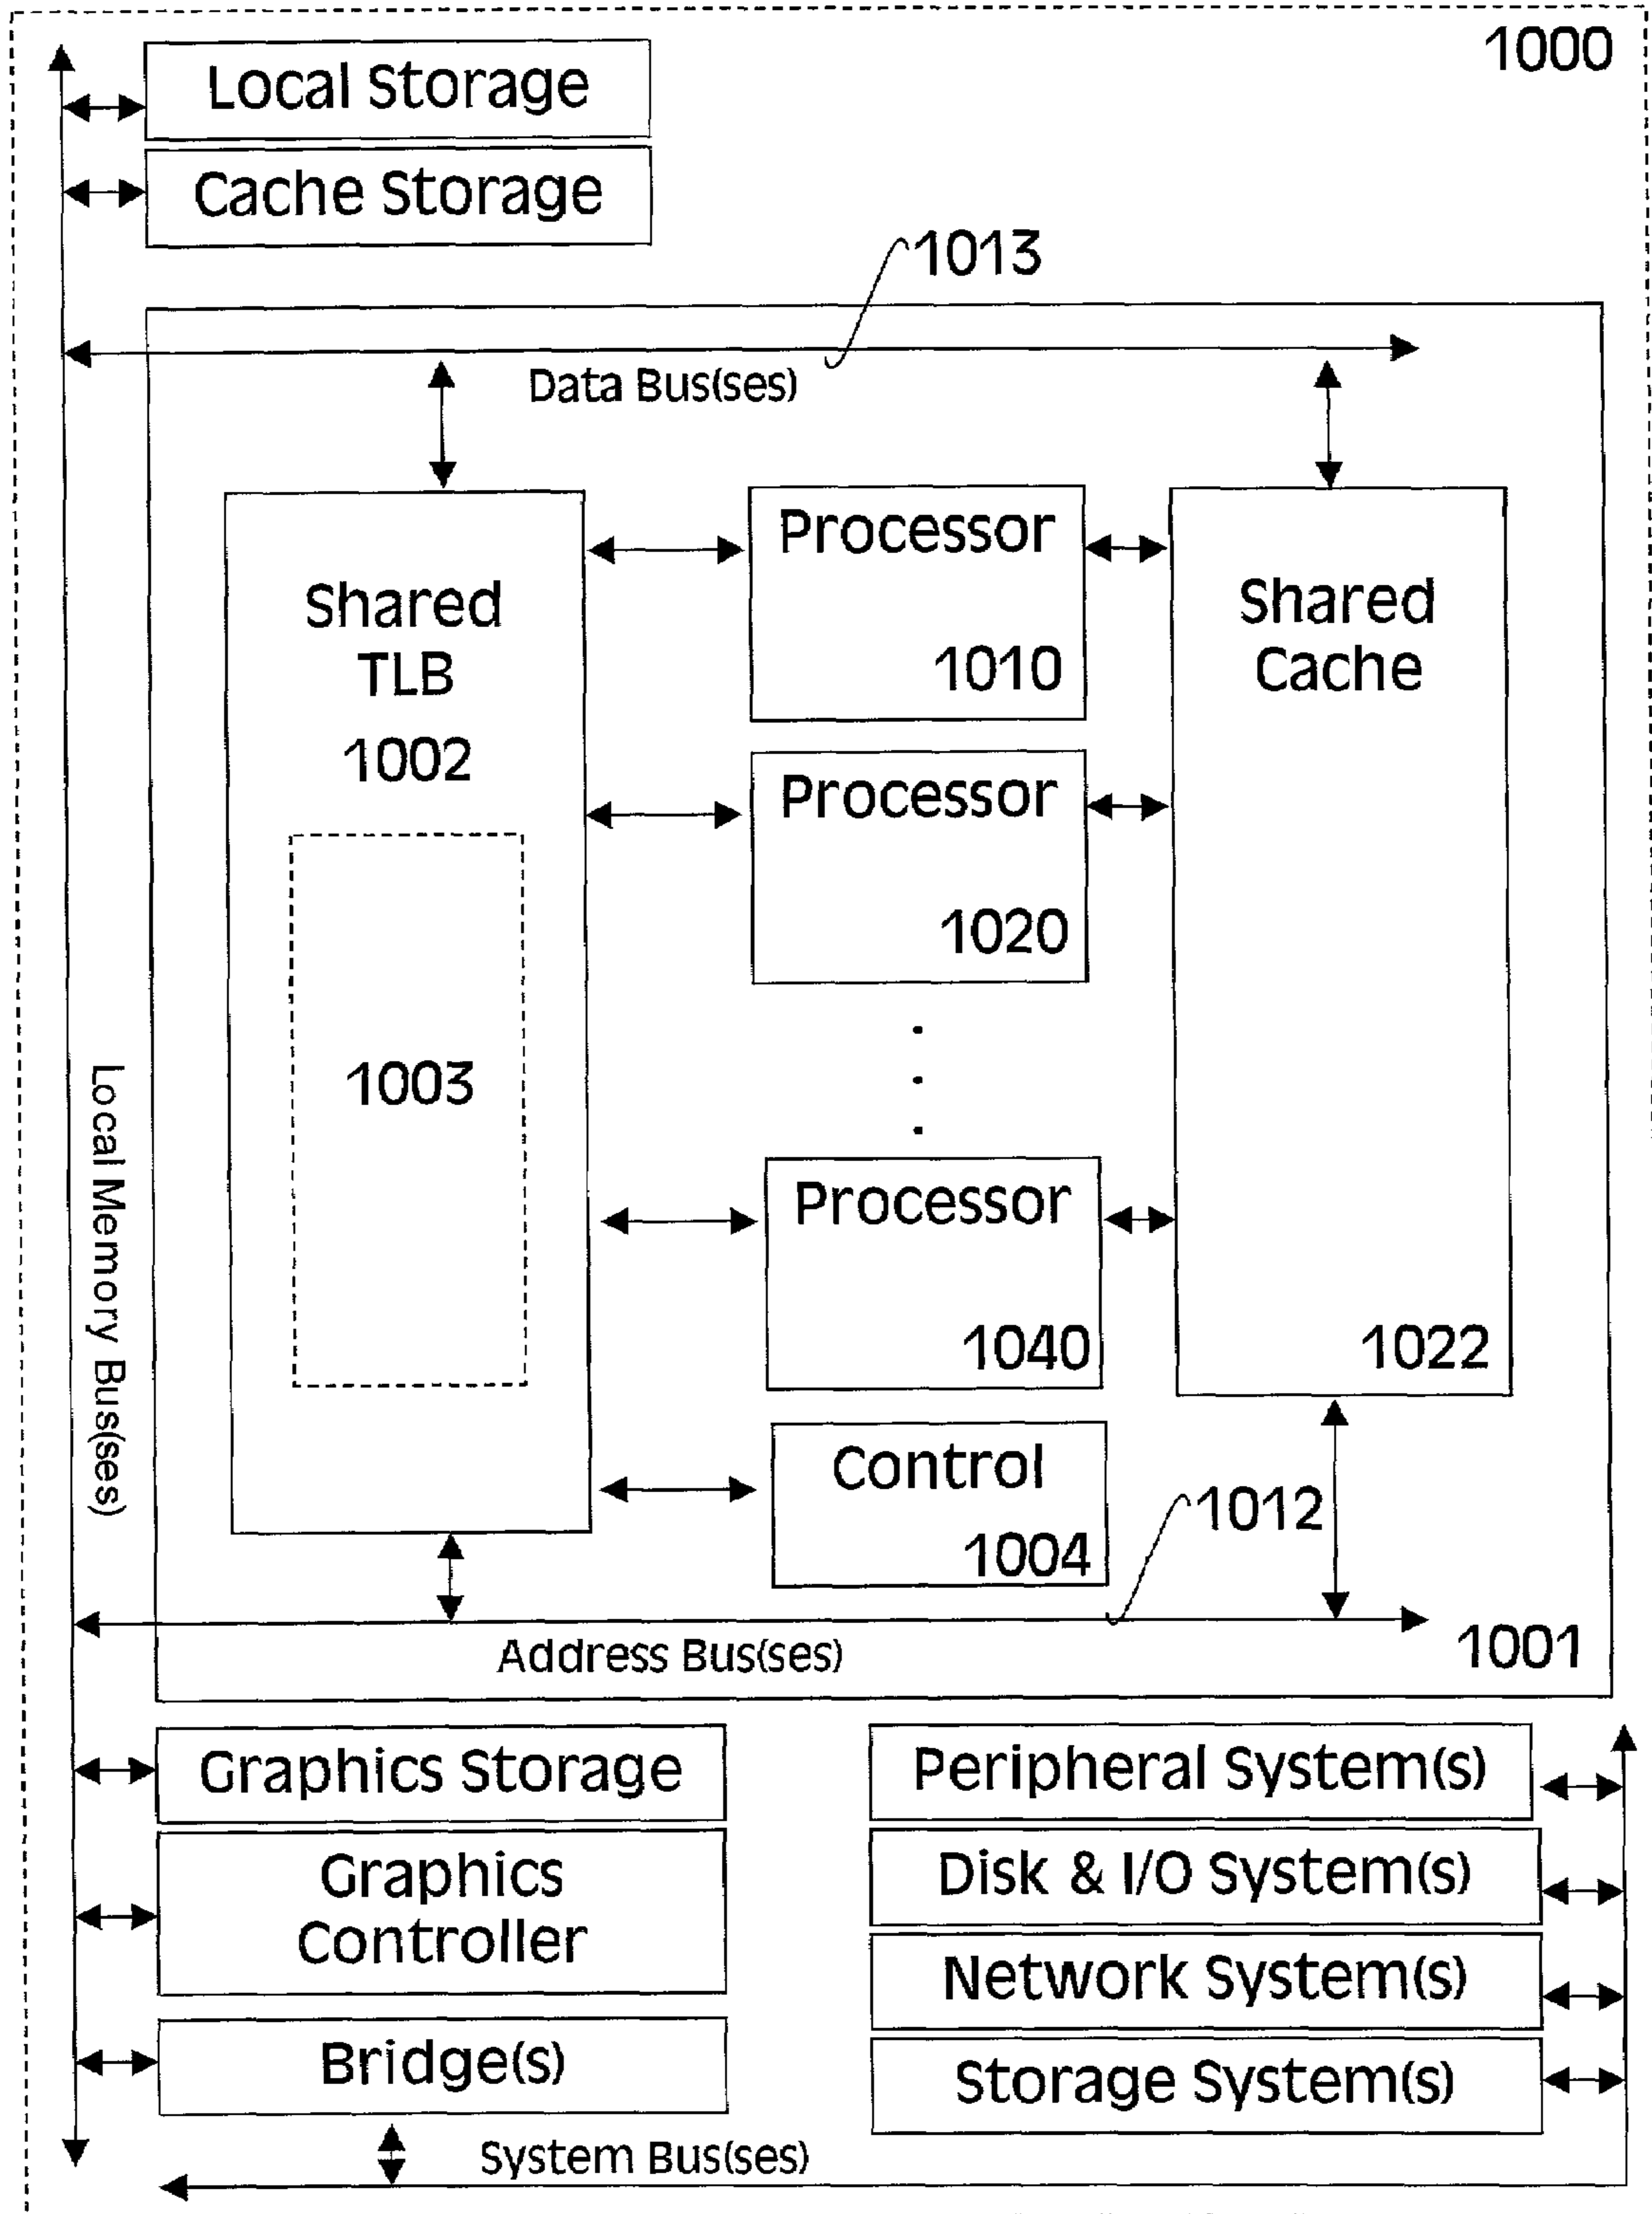 1000
Local Storage
Cache Storage
1013
Data Bus(ses)
Shared
TLB
1002
1003
Processor
1010
Processor
1020
.
.
.
Processor
1040
Control
1004
Shared
Cache
1022
1012
Address Bus(ses)
1001
Local Memory Bus(ses)
Graphics Storage
Graphics
Controller
Bridge(s)
System Bus(ses)
Peripheral System(s)
Disk & I/O System(s)
Network System(s)
Storage System(s)